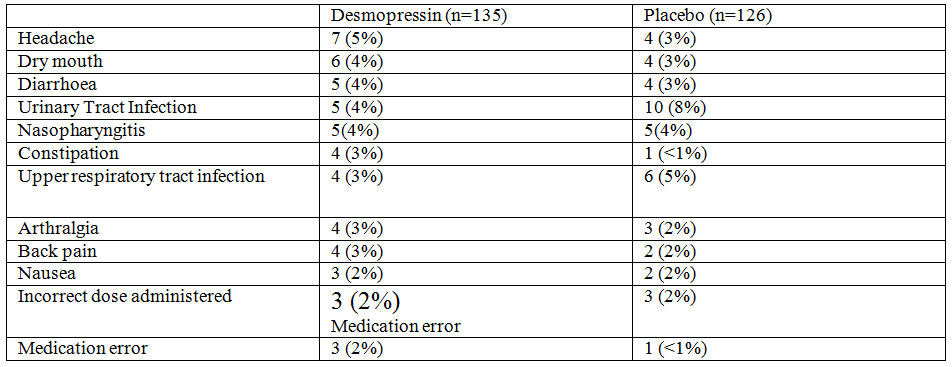 Desmopressin (n=135) Placebo (n=126)
Headache 7 (5%) 4 (3%)
Dry mouth 6 (4%) 4 (3%)
Diarrhoea 5 (4%) 4 (3%)
Urinary Tract Infection 5 (4%) 10 (8%)
Nasopharyngitis 5(4%) 5(4%)
Constipation 4 (3%) 1 (<1%)
Upper respiratory tract infection 4 (3%) 6 (5%)
Arthralgia 4 (3%) 3 (2%)
Back pain 4 (3%) 2 (2%)
Nausea 3 (2%) 2 (2%)
Incorrect dose administered 3 (2%) 3 (2%)
Medication error
Medication error 3 (2%) 1 (<1%)